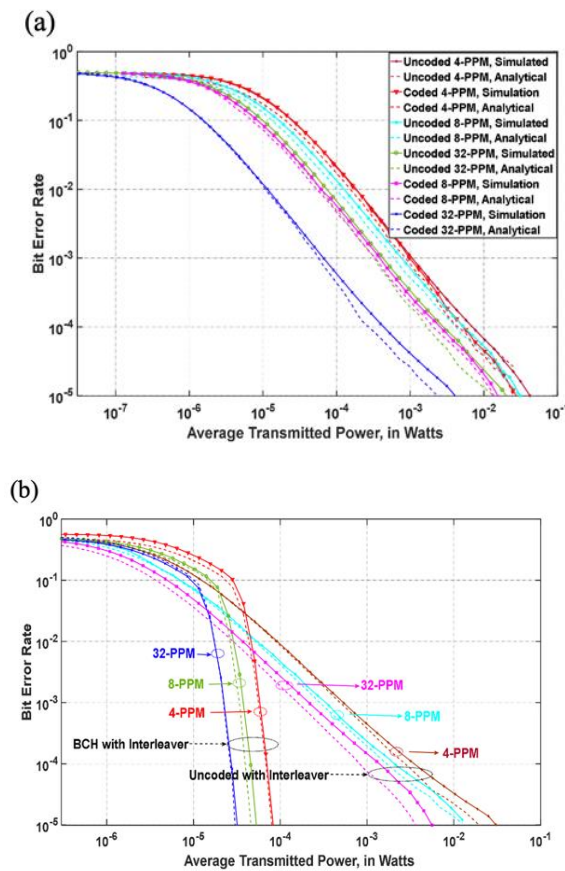 (a)
10^0
10^-1
10^-2
10^-3
10^-4
10^-5
Bit Error Rate
Uncoded 4-PPM, Simulated
Uncoded 4-PPM, Analytical
Coded 4-PPM, Simulation
Coded 4-PPM, Analytical
Uncoded 8-PPM, Simulated
Uncoded 8-PPM, Analytical
Uncoded 32-PPM, Simulated
Uncoded 32-PPM, Analytical
Coded 8-PPM, Simulation
Coded 8-PPM, Analytical
Coded 32-PPM, Simulation
Coded 32-PPM, Analytical
10^-7 10^-6 10^-5 10^-4 10^-3 10^-2 10^-1
Average Transmitted Power, in Watts
(b)
10^0
10^-1
10^-2
10^-3
10^-4
10^-5
Bit Error Rate
32-PPM
8-PPM
4-PPM
32-PPM
8-PPM
4-PPM
BCH with Interleaver
Uncoded with Interleaver
10^-6 10^-5 10^-4 10^-3 10^-2 10^-1
Average Transmitted Power, in Watts